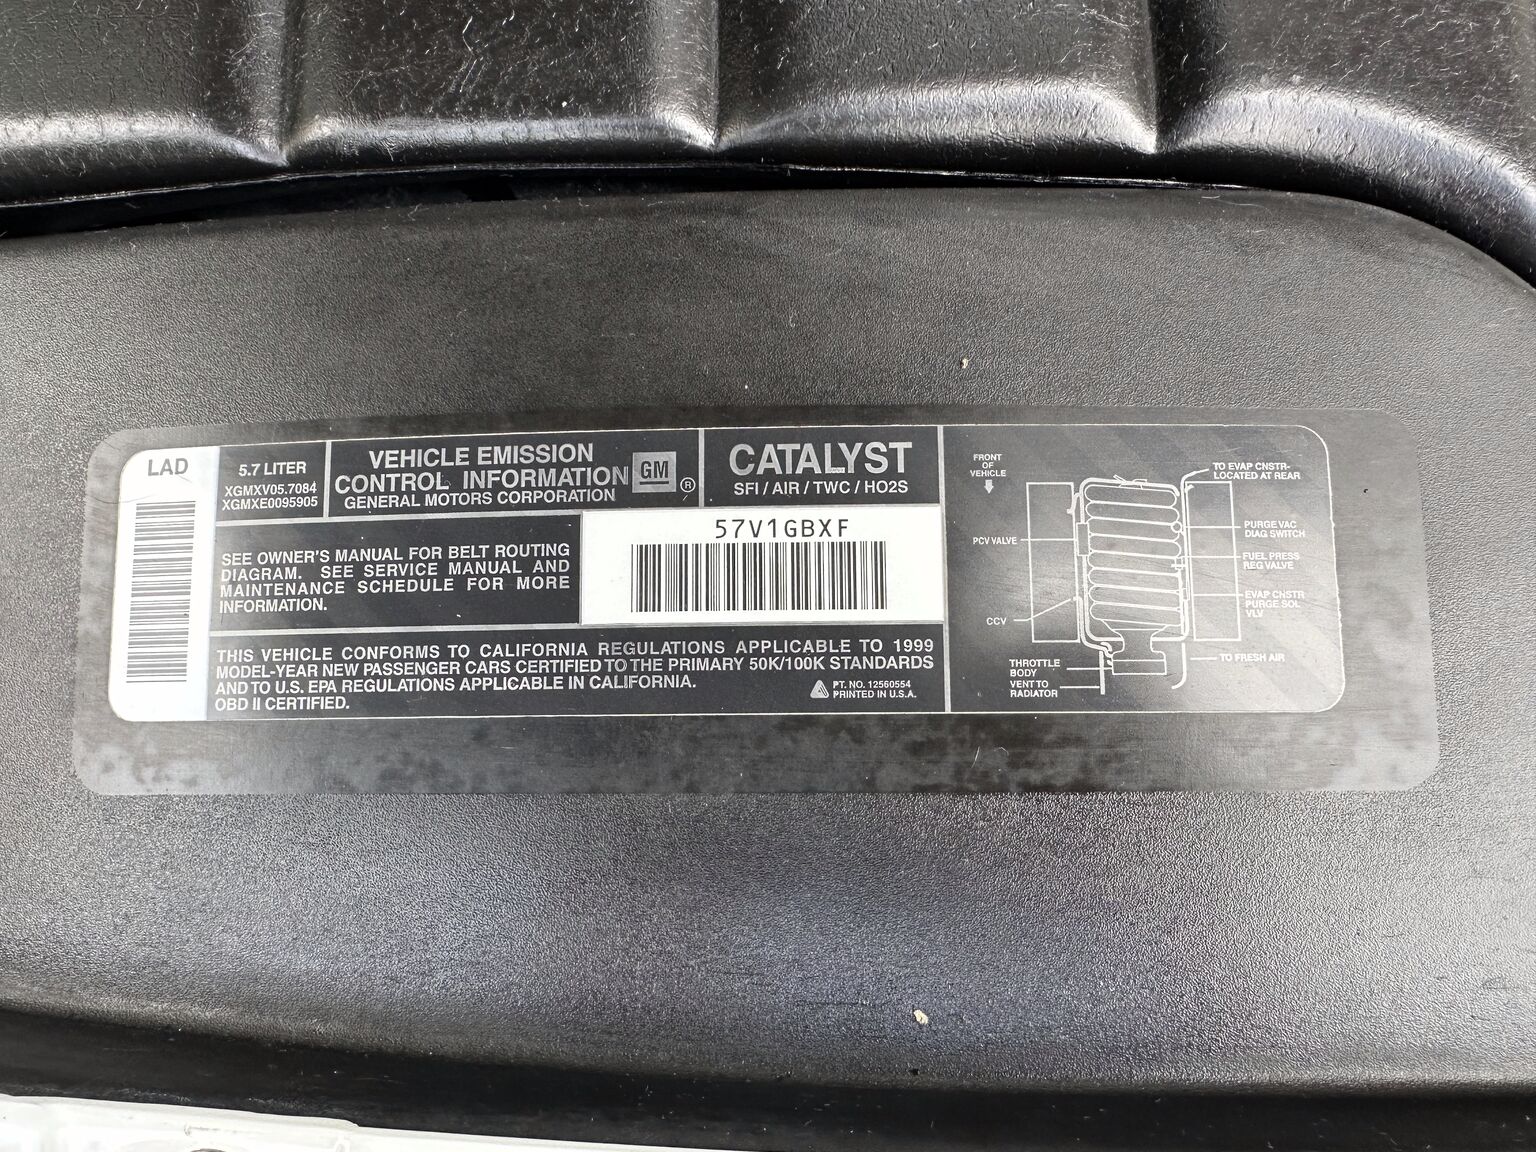 LAD
5.7 LITER
XGMXV05.7084
XGMXE0095905
VEHICLE EMISSION
CONTROL INFORMATION
GENERAL MOTORS CORPORATION
GM
®
CATALYST
SFI / AIR / TWC / HO2S
SEE OWNER'S MANUAL FOR BELT ROUTING
DIAGRAM. SEE SERVICE MANUAL AND
MAINTENANCE SCHEDULE FOR MORE
INFORMATION.
57V1GBXF
THIS VEHICLE CONFORMS TO CALIFORNIA REGULATIONS APPLICABLE TO 1999
MODEL-YEAR NEW PASSENGER CARS CERTIFIED TO THE PRIMARY 50K/100K STANDARDS
AND TO U.S. EPA REGULATIONS APPLICABLE IN CALIFORNIA.
OBD II CERTIFIED.
PT. NO. 12560554
PRINTED IN U.S.A.
FRONT
OF
VEHICLE
PCV VALVE
CCV
THROTTLE
BODY
VENT TO
RADIATOR
TO EVAP CNSTR-
LOCATED AT REAR
PURGE VAC
DIAG SWITCH
FUEL PRESS
REG VALVE
EVAP CNSTR
PURGE SOL
VLV
TO FRESH AIR